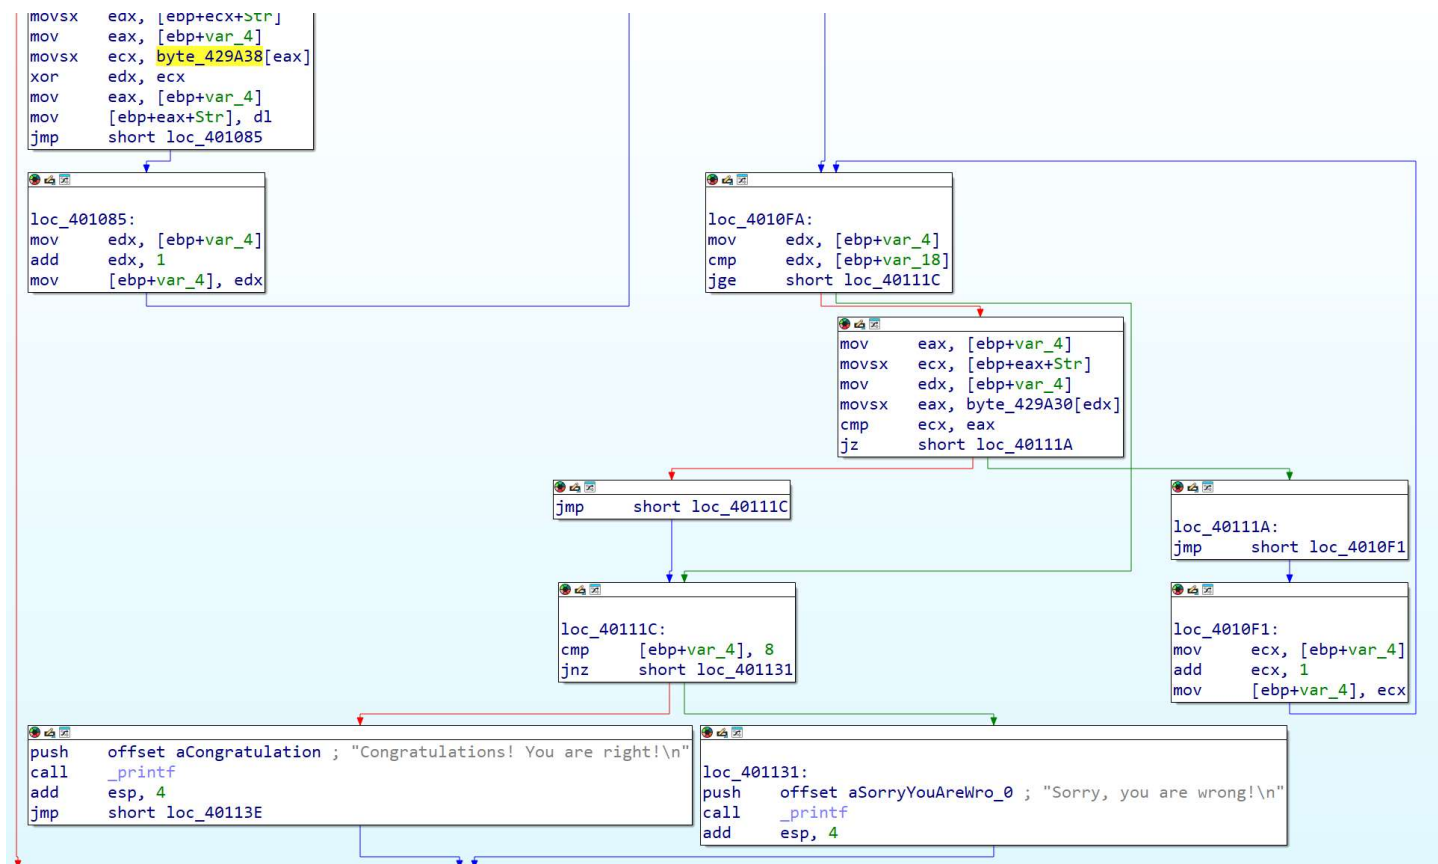 movsx edx, [ebp+ecx+Str]
mov eax, [ebp+var_4]
movsx ecx, byte_429A38[eax]
xor edx, ecx
mov eax, [ebp+var_4]
mov [ebp+eax+Str], dl
jmp short loc_401085
loc_401085:
mov edx, [ebp+var_4]
add edx, 1
mov [ebp+var_4], edx
loc_4010FA:
mov edx, [ebp+var_4]
cmp edx, [ebp+var_18]
jge short loc_40111C
mov eax, [ebp+var_4]
movsx ecx, [ebp+eax+Str]
mov edx, [ebp+var_4]
movsx eax, byte_429A30[edx]
cmp ecx, eax
jz short loc_40111A
jmp short loc_40111C
loc_40111A:
jmp short loc_4010F1
loc_40111C:
cmp [ebp+var_4], 8
jnz short loc_401131
loc_4010F1:
mov ecx, [ebp+var_4]
add ecx, 1
mov [ebp+var_4], ecx
push offset aCongratulation ; "Congratulations! You are right!\n"
call _printf
add esp, 4
jmp short loc_40113E
loc_401131:
push offset aSorryYouAreWro_0 ; "Sorry, you are wrong!\n"
call _printf
add esp, 4